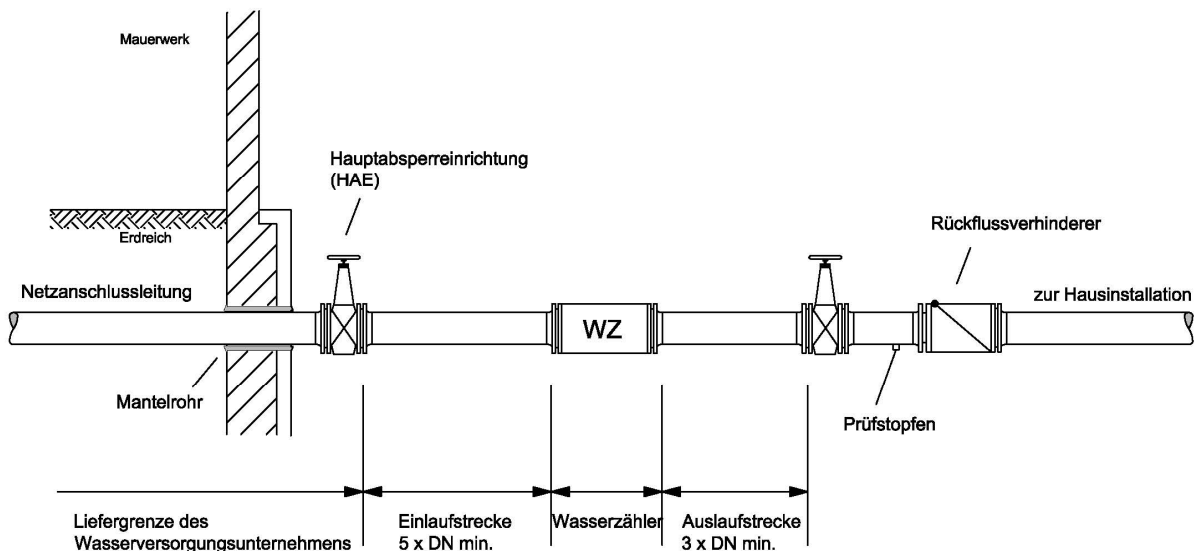 Mauerwerk
Hauptabsperreinrichtung
(HAE)
Rückflussverhinderer
Erdreich
Netzanschlussleitung
zur Hausinstallation
WZ
Mantelrohr
Prüfstopfen
Liefergrenze des
Wasserversorgungsunternehmens
Einlaufstrecke
5 x DN min.
Wasserzähler
Auslaufstrecke
3 x DN min.